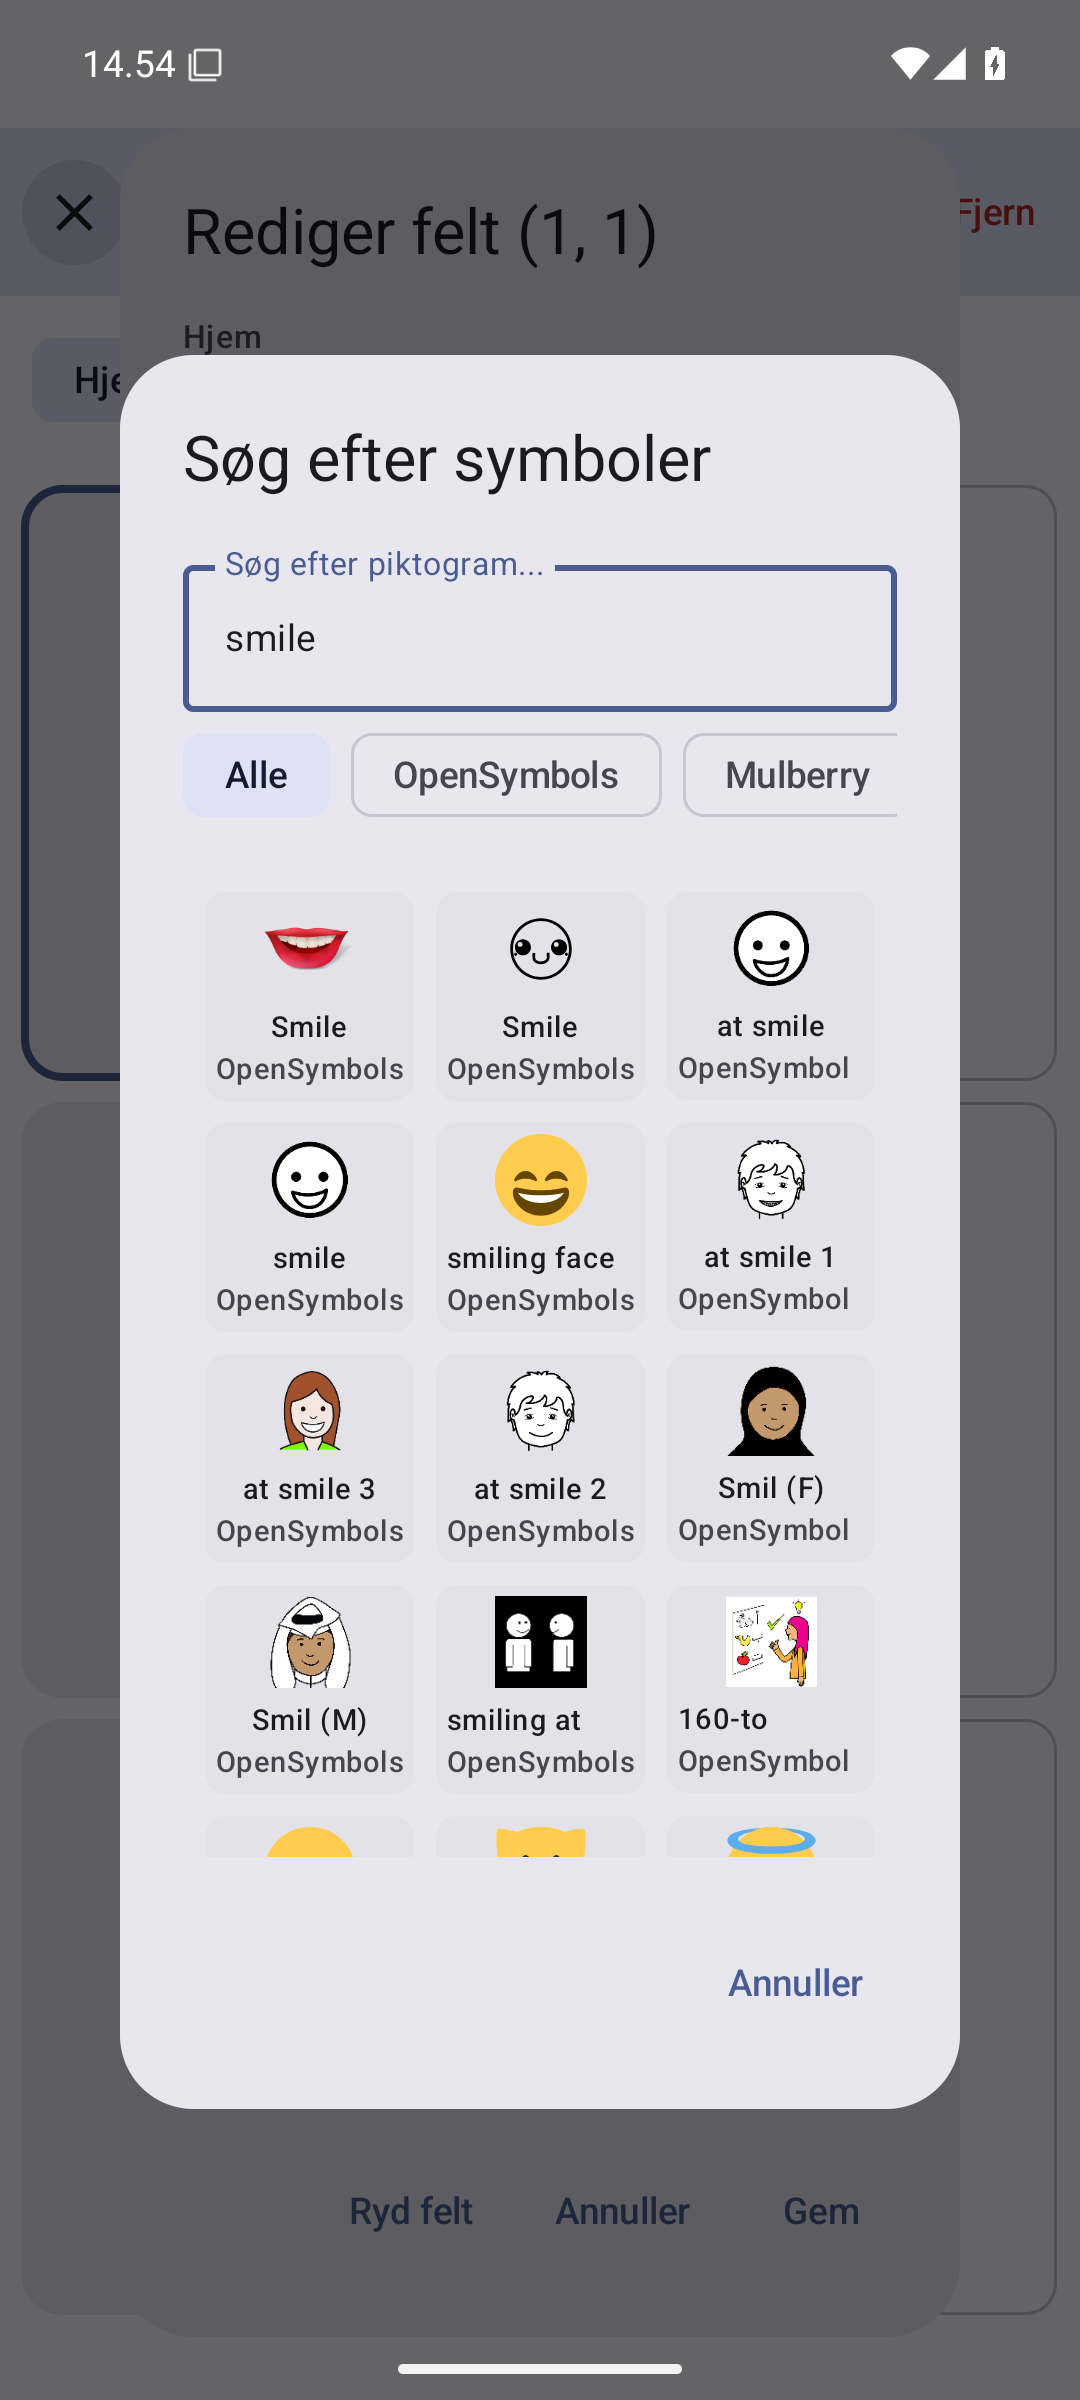 14.54
Rediger felt (1, 1)
Fjern
Hjem
Søg efter symboler
Søg efter piktogram...
smile
Alle
OpenSymbols
Mulberry
Smile
OpenSymbols
Smile
OpenSymbols
at smile
OpenSymbol
smile
OpenSymbols
smiling face
OpenSymbols
at smile 1
OpenSymbol
at smile 3
OpenSymbols
at smile 2
OpenSymbols
Smil (F)
OpenSymbol
Smil (M)
OpenSymbols
smiling at
OpenSymbols
160-to
OpenSymbol
Annuller
Ryd felt
Annuller
Gem